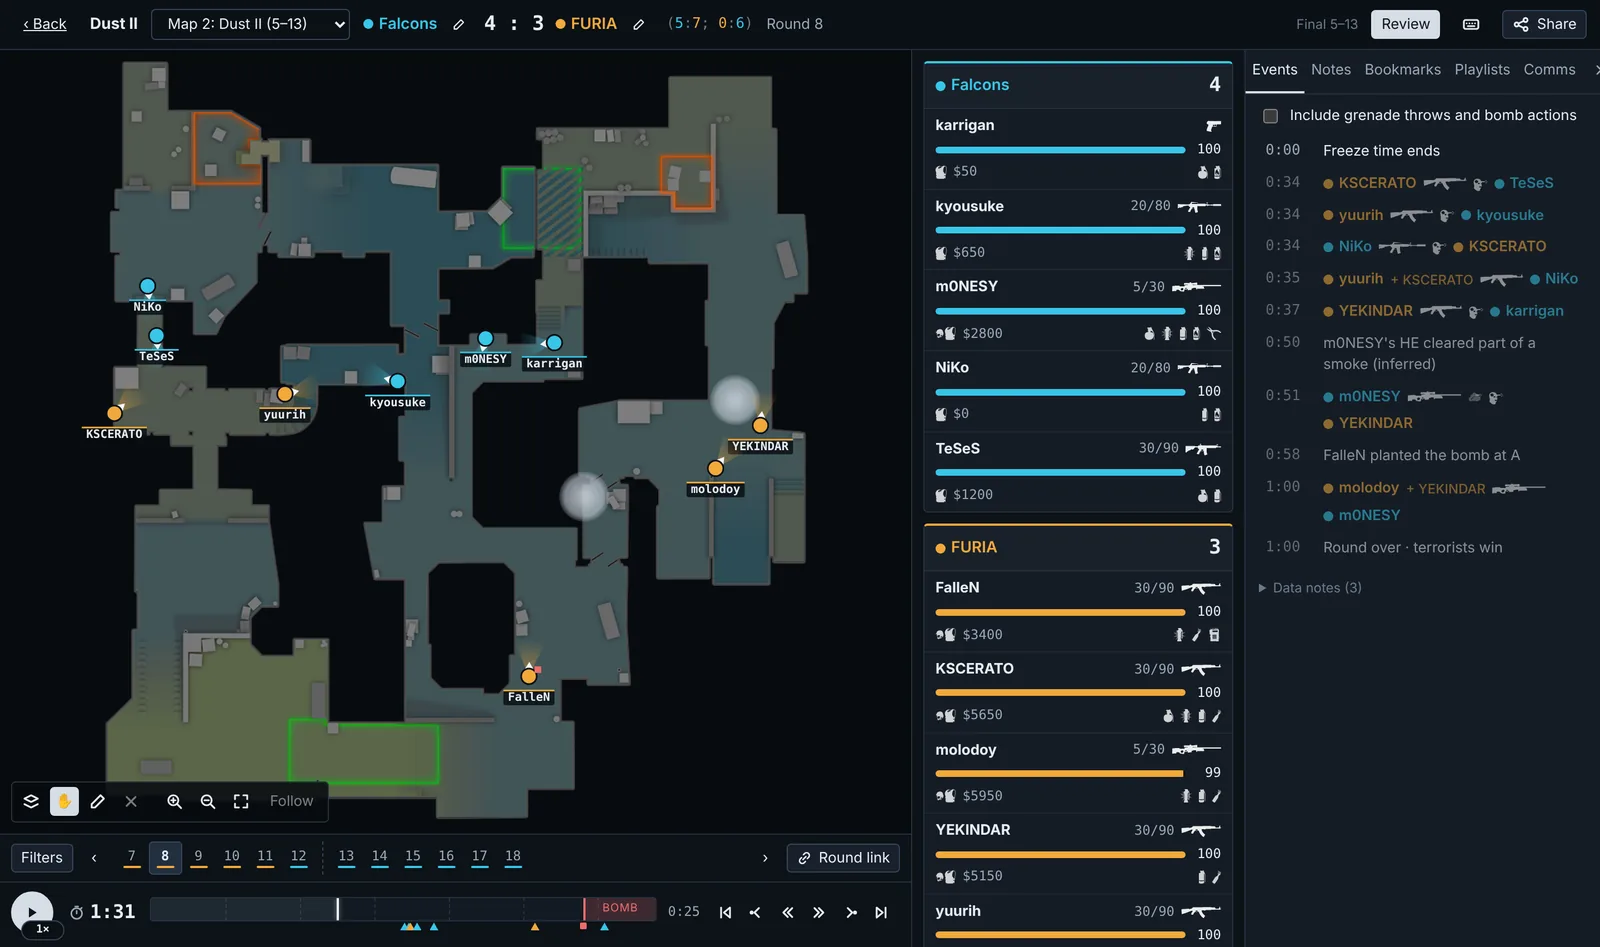 ‹ Back
Dust II
Map 2: Dust II (5–13)
Falcons
4 : 3
FURIA
(5:7; 0:6)
Round 8
Final 5–13
Review
Share
NiKo
TeSeS
KSCERATO
yuurih
kyousuke
m0NESY
karrigan
YEKINDAR
molodoy
FalleN
Follow
Filters
‹
7
8
9
10
11
12
13
14
15
16
17
18
›
Round link
1:31
1×
BOMB
0:25
Falcons
4
karrigan
100
$50
kyousuke
20/80
100
$650
m0NESY
5/30
100
$2800
NiKo
20/80
100
$0
TeSeS
30/90
100
$1200
FURIA
3
FalleN
30/90
100
$3400
KSCERATO
30/90
100
$5650
molodoy
5/30
99
$5950
YEKINDAR
30/90
100
$5150
yuurih
30/90
100
Events
Notes
Bookmarks
Playlists
Comms
Include grenade throws and bomb actions
0:00 Freeze time ends
0:34 KSCERATO TeSeS
0:34 yuurih kyousuke
0:34 NiKo KSCERATO
0:35 yuurih + KSCERATO NiKo
0:37 YEKINDAR karrigan
0:50 m0NESY's HE cleared part of a
smoke (inferred)
0:51 m0NESY
YEKINDAR
0:58 FalleN planted the bomb at A
1:00 molodoy + YEKINDAR
m0NESY
1:00 Round over · terrorists win
Data notes (3)